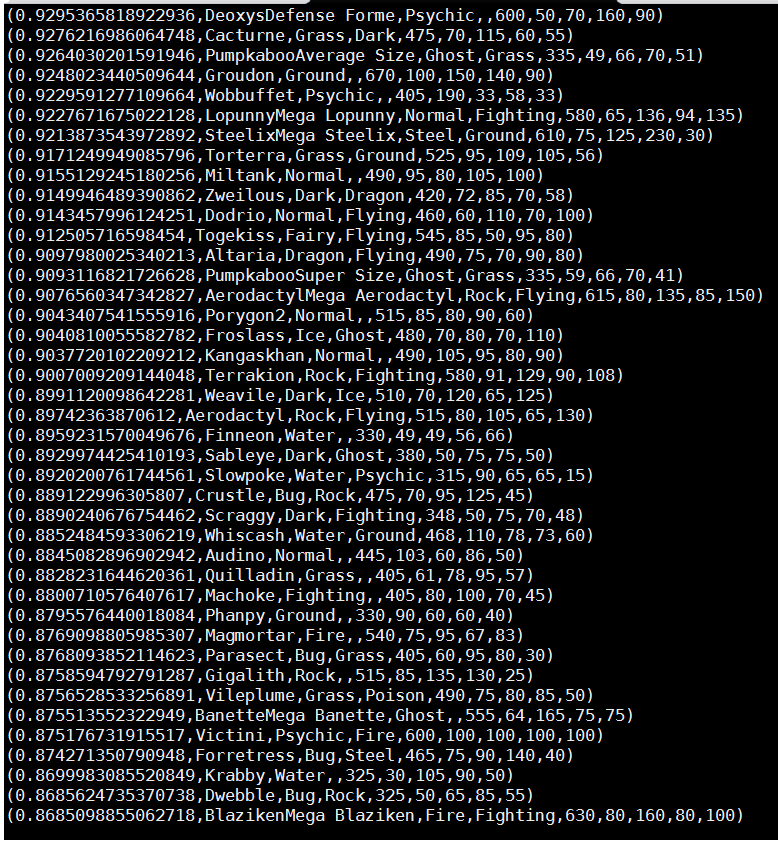 (0.9295365818922936,DeoxysDefense Forme,Psychic,,600,50,70,160,90)
(0.9276216986064748,Cacturne,Grass,Dark,475,70,115,60,55)
(0.9264030201591946,PumpkabooAverage Size,Ghost,Grass,335,49,66,70,51)
(0.9248023440509644,Groudon,Ground,,670,100,150,140,90)
(0.9229591277109664,Wobbuffet,Psychic,,405,190,33,58,33)
(0.9227671675022128,LopunnyMega Lopunny,Normal,Fighting,580,65,136,94,135)
(0.9213873543972892,SteelixMega Steelix,Steel,Ground,610,75,125,230,30)
(0.9171249949085796,Torterra,Grass,Ground,525,95,109,105,56)
(0.9155129245180256,Miltank,Normal,,490,95,80,105,100)
(0.9149946489390862,Zweilous,Dark,Dragon,420,72,85,70,58)
(0.9143457996124251,Dodrio,Normal,Flying,460,60,110,70,100)
(0.912505716598454,Togekiss,Fairy,Flying,545,85,50,95,80)
(0.9097980025340213,Altaria,Dragon,Flying,490,75,70,90,80)
(0.9093116821726628,PumpkabooSuper Size,Ghost,Grass,335,59,66,70,41)
(0.9076560347342827,AerodactylMega Aerodactyl,Rock,Flying,615,80,135,85,150)
(0.9043407541555916,Porygon2,Normal,,515,85,80,90,60)
(0.9040810055582782,Froslass,Ice,Ghost,480,70,80,70,110)
(0.9037720102209212,Kangaskhan,Normal,,490,105,95,80,90)
(0.9007009209144048,Terrakion,Rock,Fighting,580,91,129,90,108)
(0.8991120098642281,Weavile,Dark,Ice,510,70,120,65,125)
(0.89742363870612,Aerodactyl,Rock,Flying,515,80,105,65,130)
(0.8959231570049676,Finneon,Water,,330,49,49,56,66)
(0.8929974425410193,Sableye,Dark,Ghost,380,50,75,75,50)
(0.8920200761744561,Slowpoke,Water,Psychic,315,90,65,65,15)
(0.889122996305807,Crustle,Bug,Rock,475,70,95,125,45)
(0.8890240676754462,Scraggy,Dark,Fighting,348,50,75,70,48)
(0.8852484593306219,Whiscash,Water,Ground,468,110,78,73,60)
(0.8845082896902942,Audino,Normal,,445,103,60,86,50)
(0.8828231644620361,Quilladin,Grass,,405,61,78,95,57)
(0.8800710576407617,Machoke,Fighting,,405,80,100,70,45)
(0.8795576440018084,Phanpy,Ground,,330,90,60,60,40)
(0.8769098805985307,Magmortar,Fire,,540,75,95,67,83)
(0.8768093852114623,Parasect,Bug,Grass,405,60,95,80,30)
(0.8758594792791287,Gigalith,Rock,,515,85,135,130,25)
(0.8756528533256891,Vileplume,Grass,Poison,490,75,80,85,50)
(0.875513552322949,BanetteMega Banette,Ghost,,555,64,165,75,75)
(0.875176731915517,Victini,Psychic,Fire,600,100,100,100,100)
(0.874271350790948,Forretress,Bug,Steel,465,75,90,140,40)
(0.8699983085520849,Krabby,Water,,325,30,105,90,50)
(0.8685624735370738,Dwebble,Bug,Rock,325,50,65,85,55)
(0.8685098855062718,BlazikenMega Blaziken,Fire,Fighting,630,80,160,80,100)